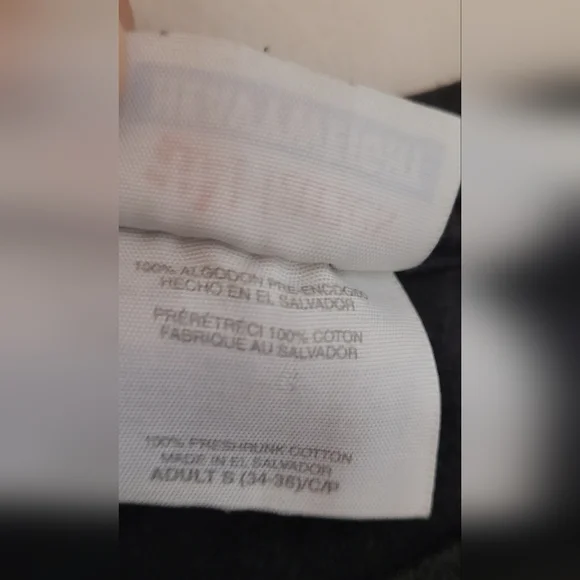 100% ALGODON PRE-ENCOGIDO
HECHO EN EL SALVADOR
PRÉRÉTRÉCI 100% COTON
FABRIQUE AU SALVADOR
100% PRESHRUNK COTTON
MADE IN EL SALVADOR
ADULT S (34-36)/C/P